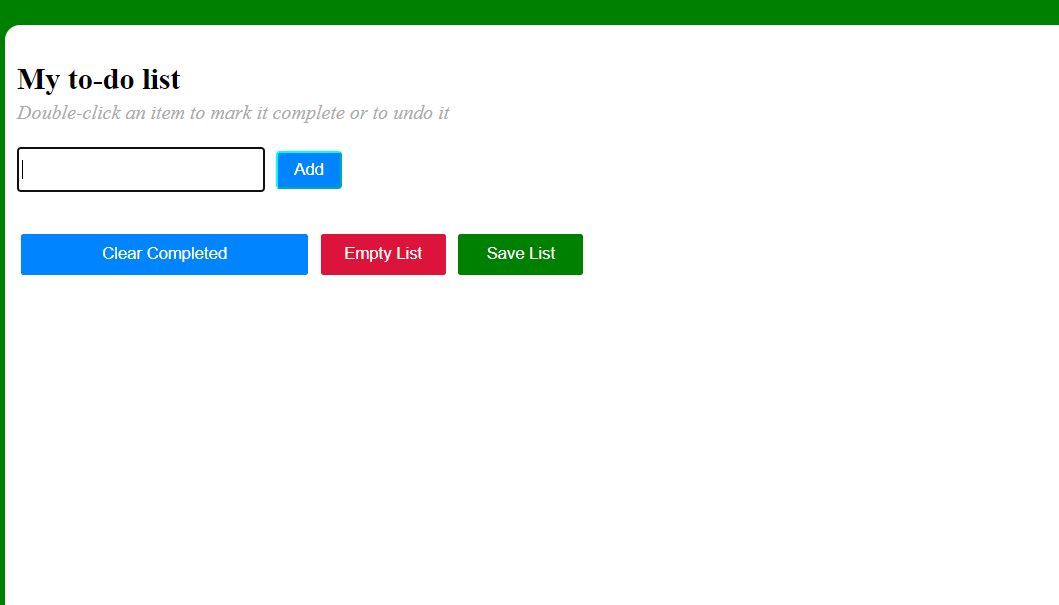 My to-do list
Double-click an item to mark it complete or to undo it
Add
Clear Completed Empty List Save List